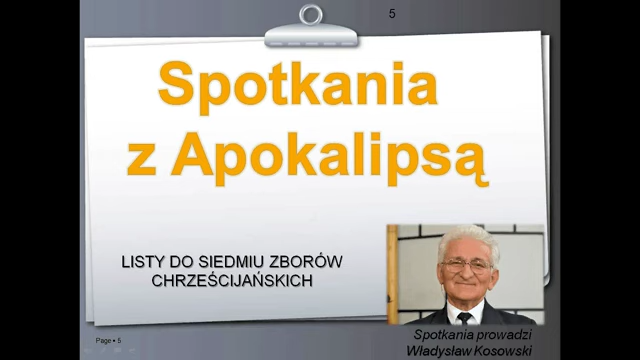 5
Spotkania
z Apokalipsą
LISTY DO SIEDMIU ZBORÓW
CHRZEŚCIJAŃSKICH
Spotkania prowadzi
Władysław Kosowski
Page ▪ 5